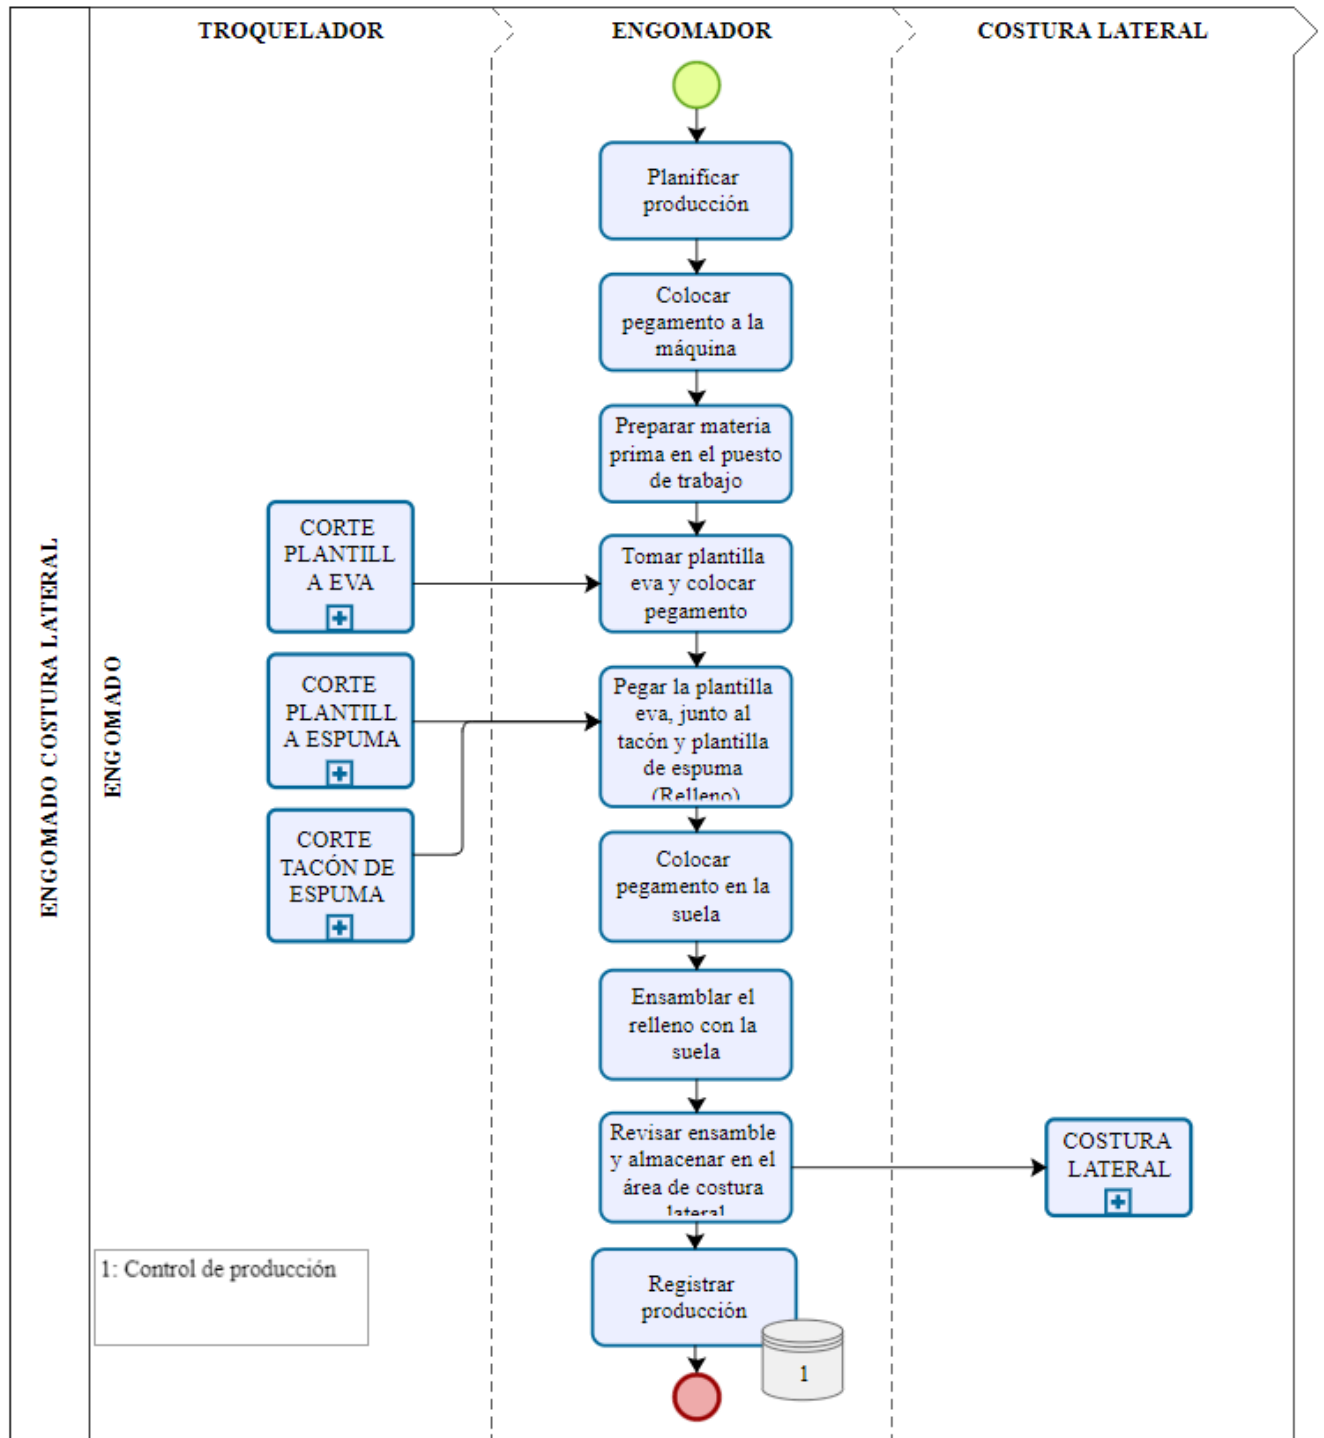 TROQUELADOR
ENGOMADOR
COSTURA LATERAL
ENGOMADO COSTURA LATERAL
ENGOMADO
Planificar
producción
Colocar
pegamento a la
máquina
Preparar materia
prima en el puesto
de trabajo
CORTE
PLANTILL
A EVA
Tomar plantilla
eva y colocar
pegamento
CORTE
PLANTILL
A ESPUMA
Pegar la plantilla
eva, junto al
tacón y plantilla
de espuma
(Relleno)
CORTE
TACÓN DE
ESPUMA
Colocar
pegamento en la
suela
Ensamblar el
relleno con la
suela
Revisar ensamble
y almacenar en el
área de costura
lateral
COSTURA
LATERAL
1: Control de producción
Registrar
producción
1